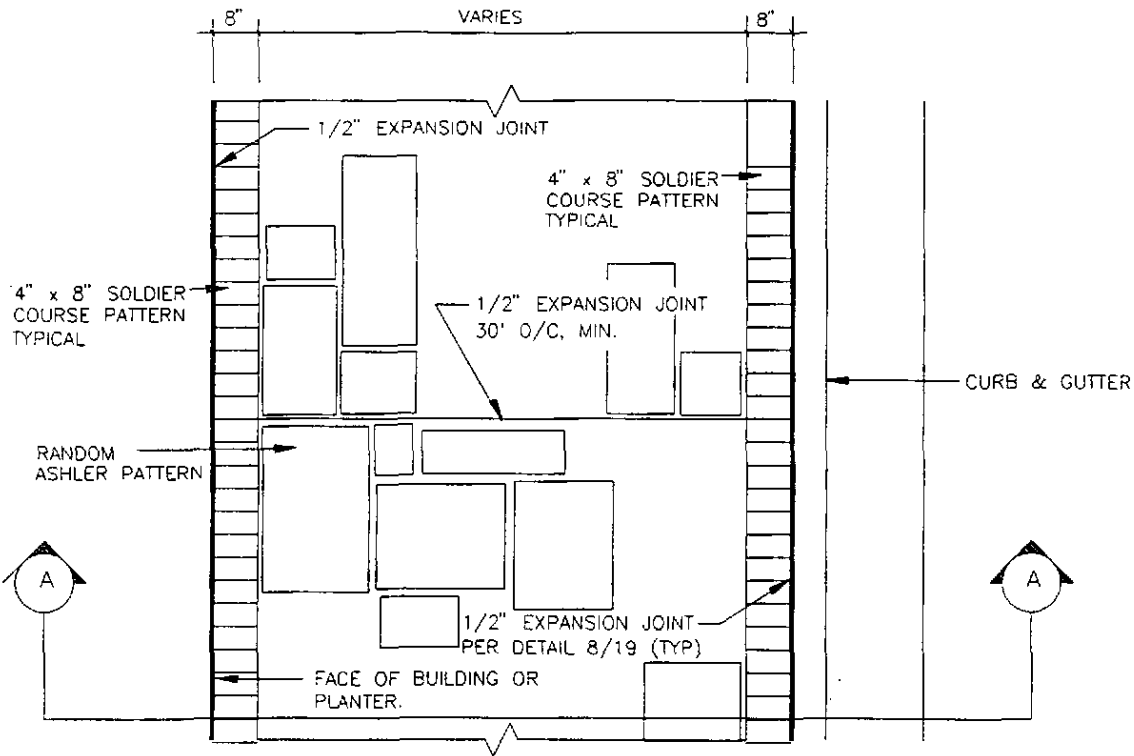 8"
VARIES
8"
1/2" EXPANSION JOINT
4" x 8" SOLDIER
COURSE PATTERN
TYPICAL
4" x 8" SOLDIER
COURSE PATTERN
TYPICAL
1/2" EXPANSION JOINT
30' O/C, MIN.
CURB & GUTTER
RANDOM
ASHLER PATTERN
A
A
1/2" EXPANSION JOINT
PER DETAIL 8/19 (TYP)
FACE OF BUILDING OR
PLANTER.